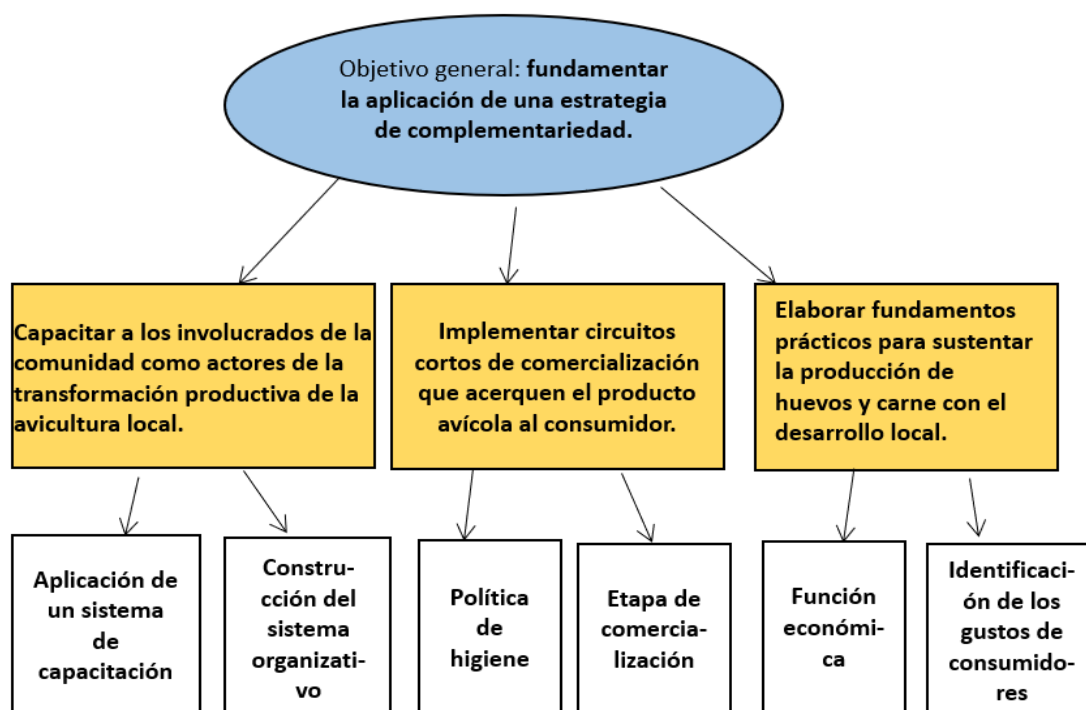 Objetivo general: fundamentar
la aplicación de una estrategia
de complementariedad.
Capacitar a los involucrados de la
comunidad como actores de la
transformación productiva de la
avicultura local.
Implementar circuitos
cortos de comercialización
que acerquen el producto
avícola al consumidor.
Elaborar fundamentos
prácticos para sustentar
la producción de
huevos y carne con el
desarrollo local.
Aplicación de
un sistema
de
capacitación
Constru-
cción del
sistema
organizati-
vo
Política
de
higiene
Etapa de
comercia-
lización
Función
económi-
ca
Identificaci-
ón de los
gustos de
consumido-
res